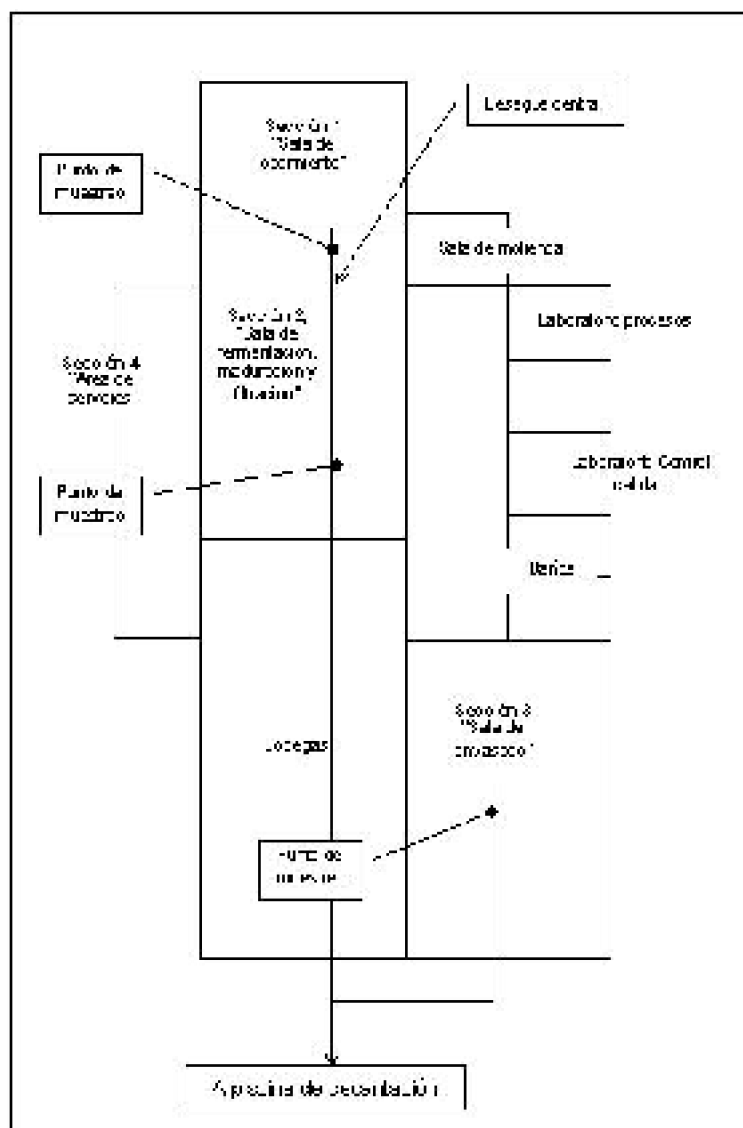 Desague central
Sección 1
"Sala de
cocimiento"
Punto de
muestreo
Sala de molienda
Laboratorio procesos
Sección 2,
"Sala de
fermentación,
maduración y
filtración"
Sección 4
"Área de
servicios
Laboratorio Control
calidad
Punto de
muestreo
Baños
Sección 3
"Sala de
envasado"
Bodegas
Punto de
muestreo
A piscina de decantación